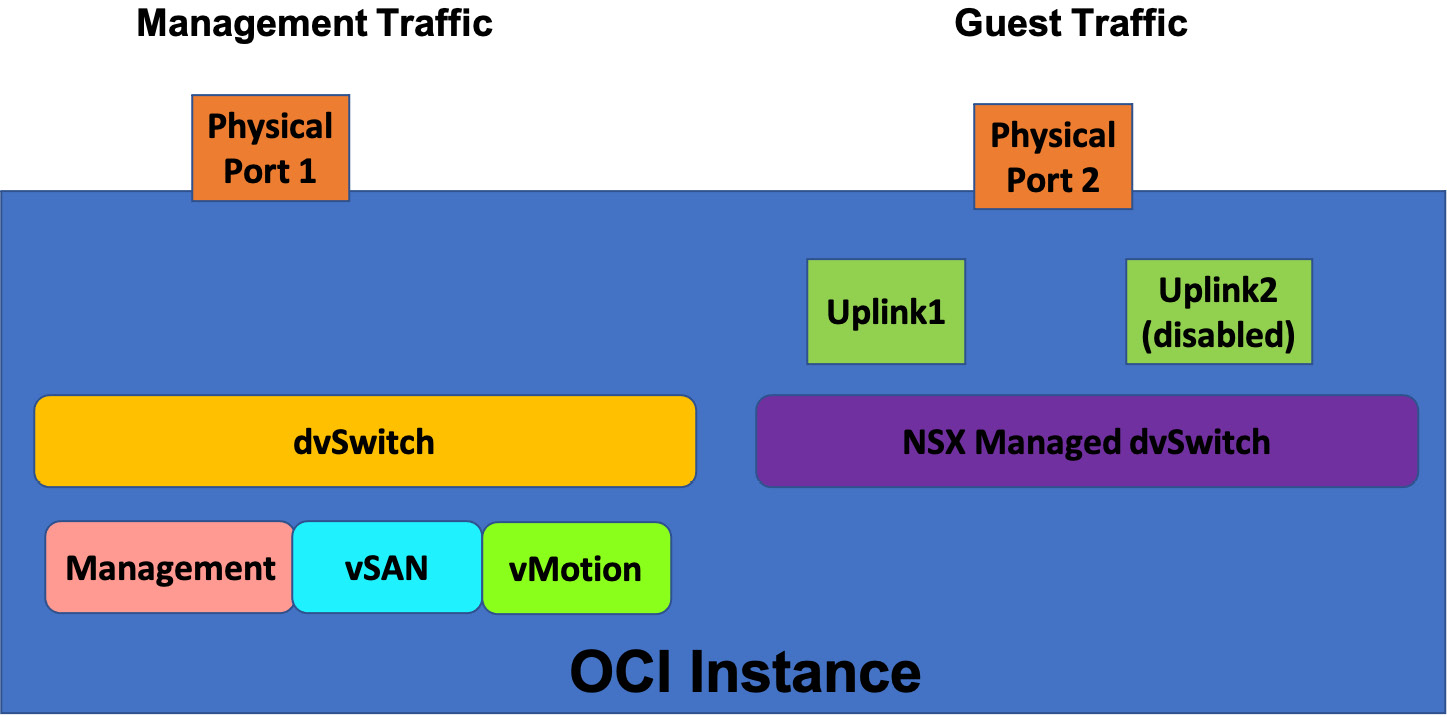 Management Traffic
Guest Traffic
Physical
Port 1
Physical
Port 2
Uplink1
Uplink2
(disabled)
dvSwitch
NSX Managed dvSwitch
Management
vSAN
vMotion
OCI Instance